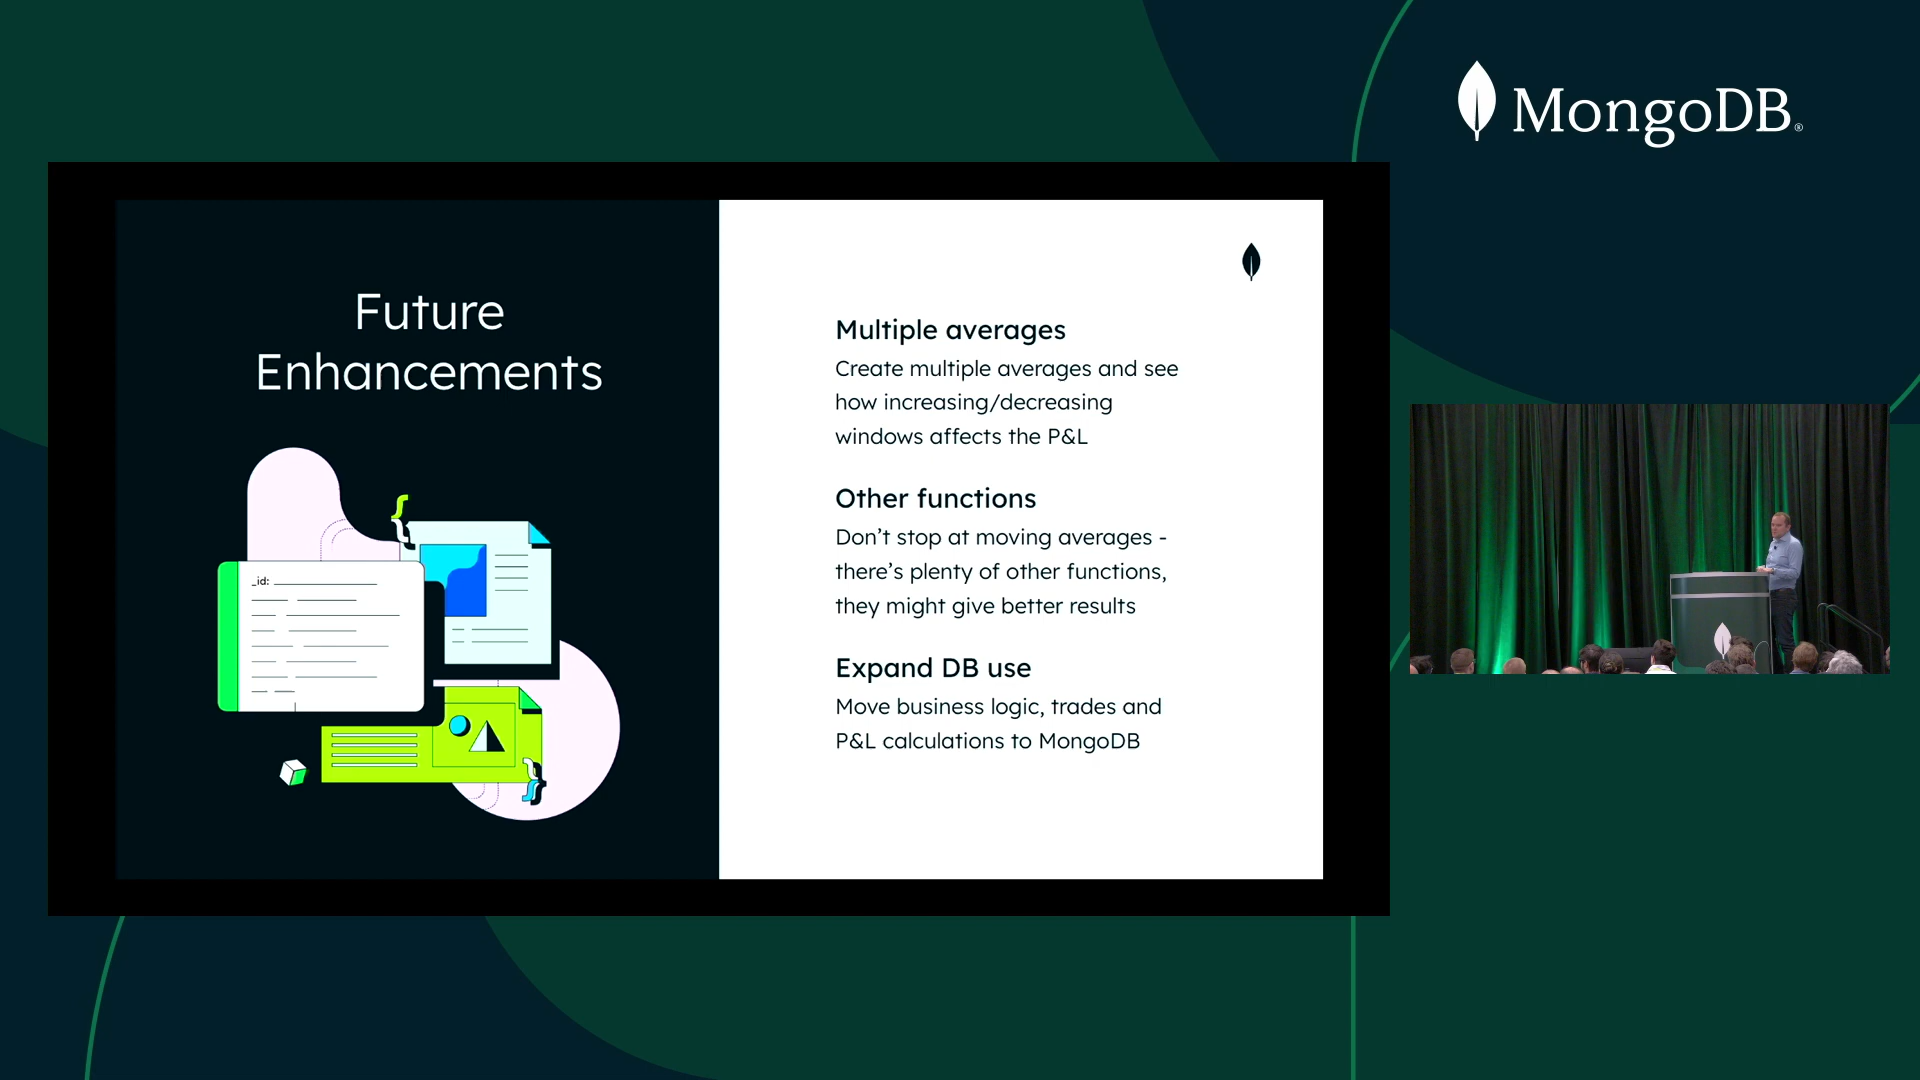 MongoDB®
Future
Enhancements
_id:
Multiple averages
Create multiple averages and see
how increasing/decreasing
windows affects the P&L
Other functions
Don’t stop at moving averages -
there’s plenty of other functions,
they might give better results
Expand DB use
Move business logic, trades and
P&L calculations to MongoDB